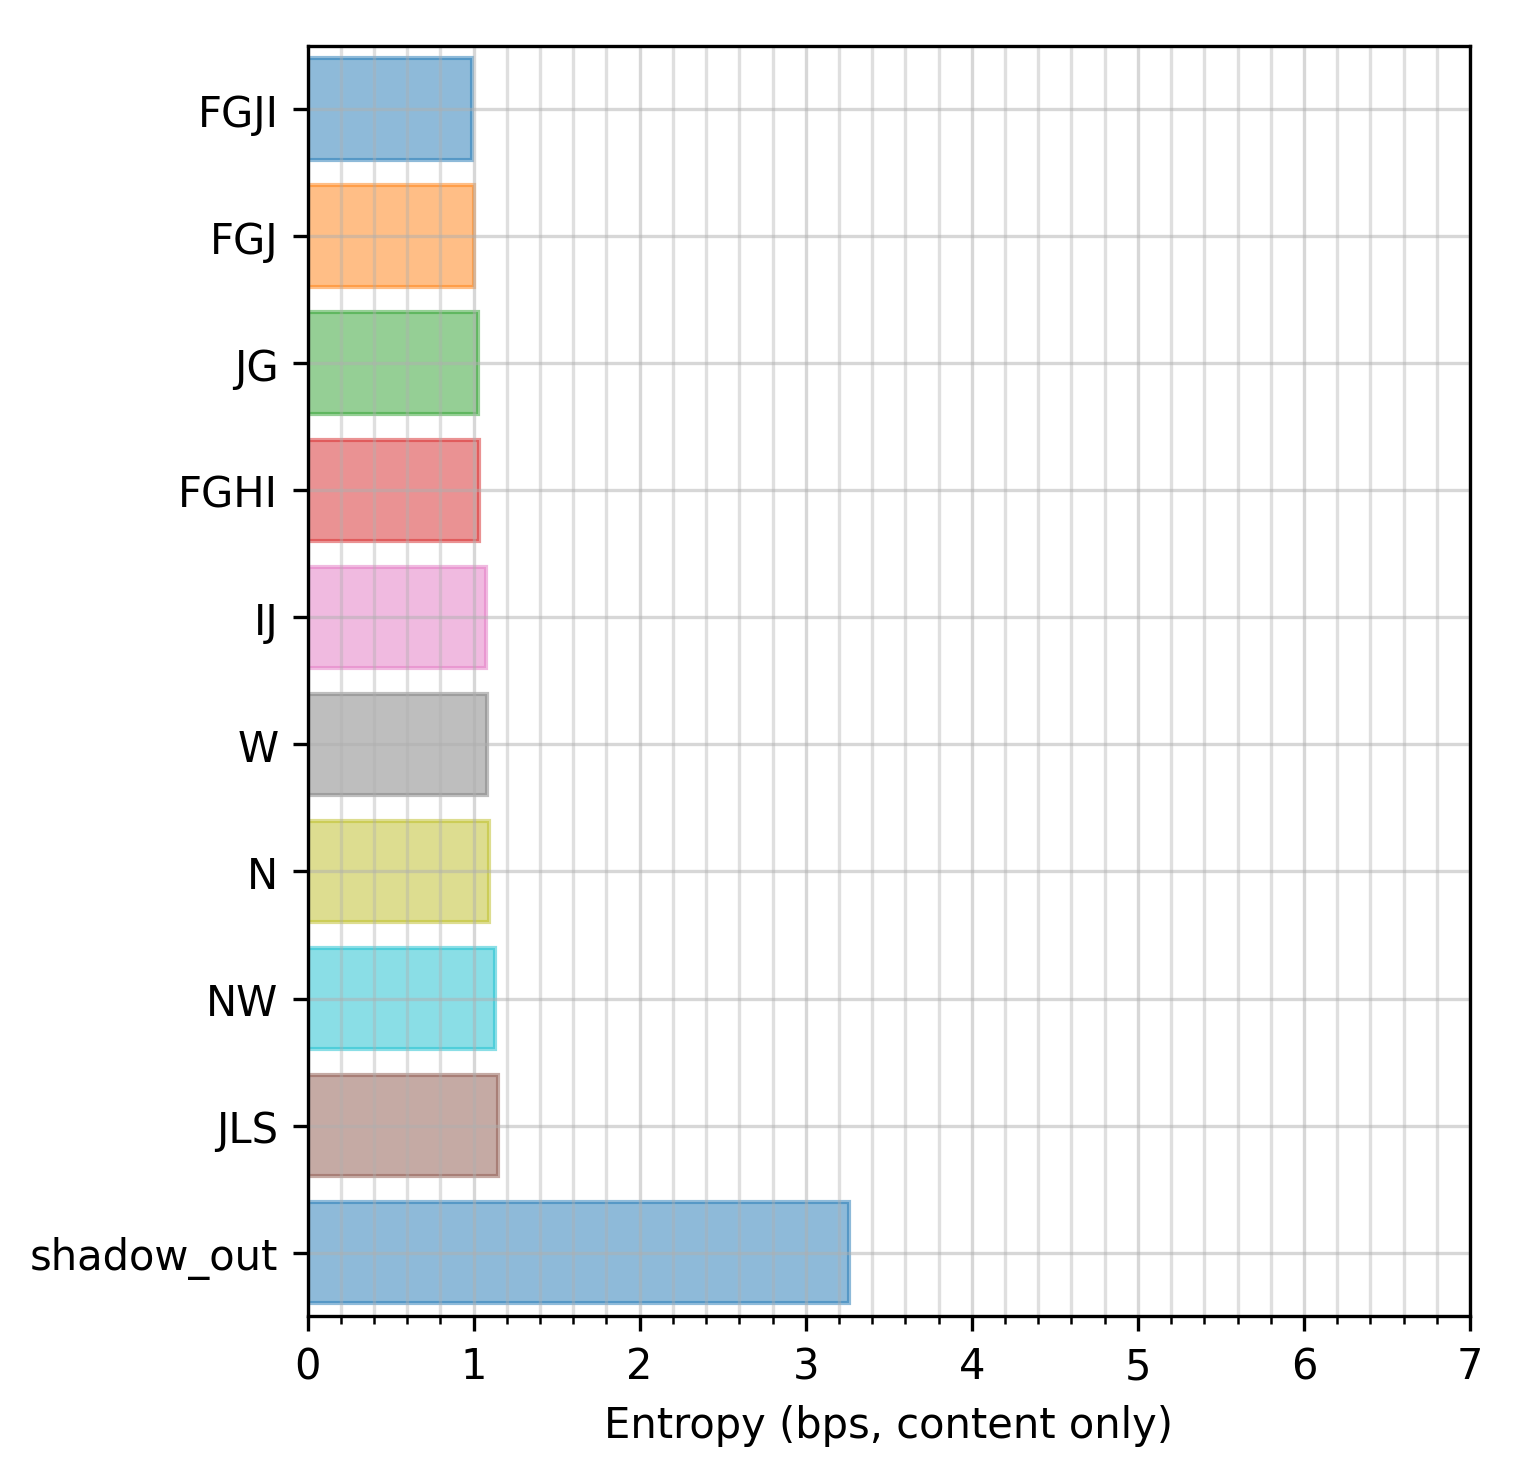 FGJI
FGJ
JG
FGHI
IJ
W
N
NW
JLS
shadow_out
0 1 2 3 4 5 6 7
Entropy (bps, content only)